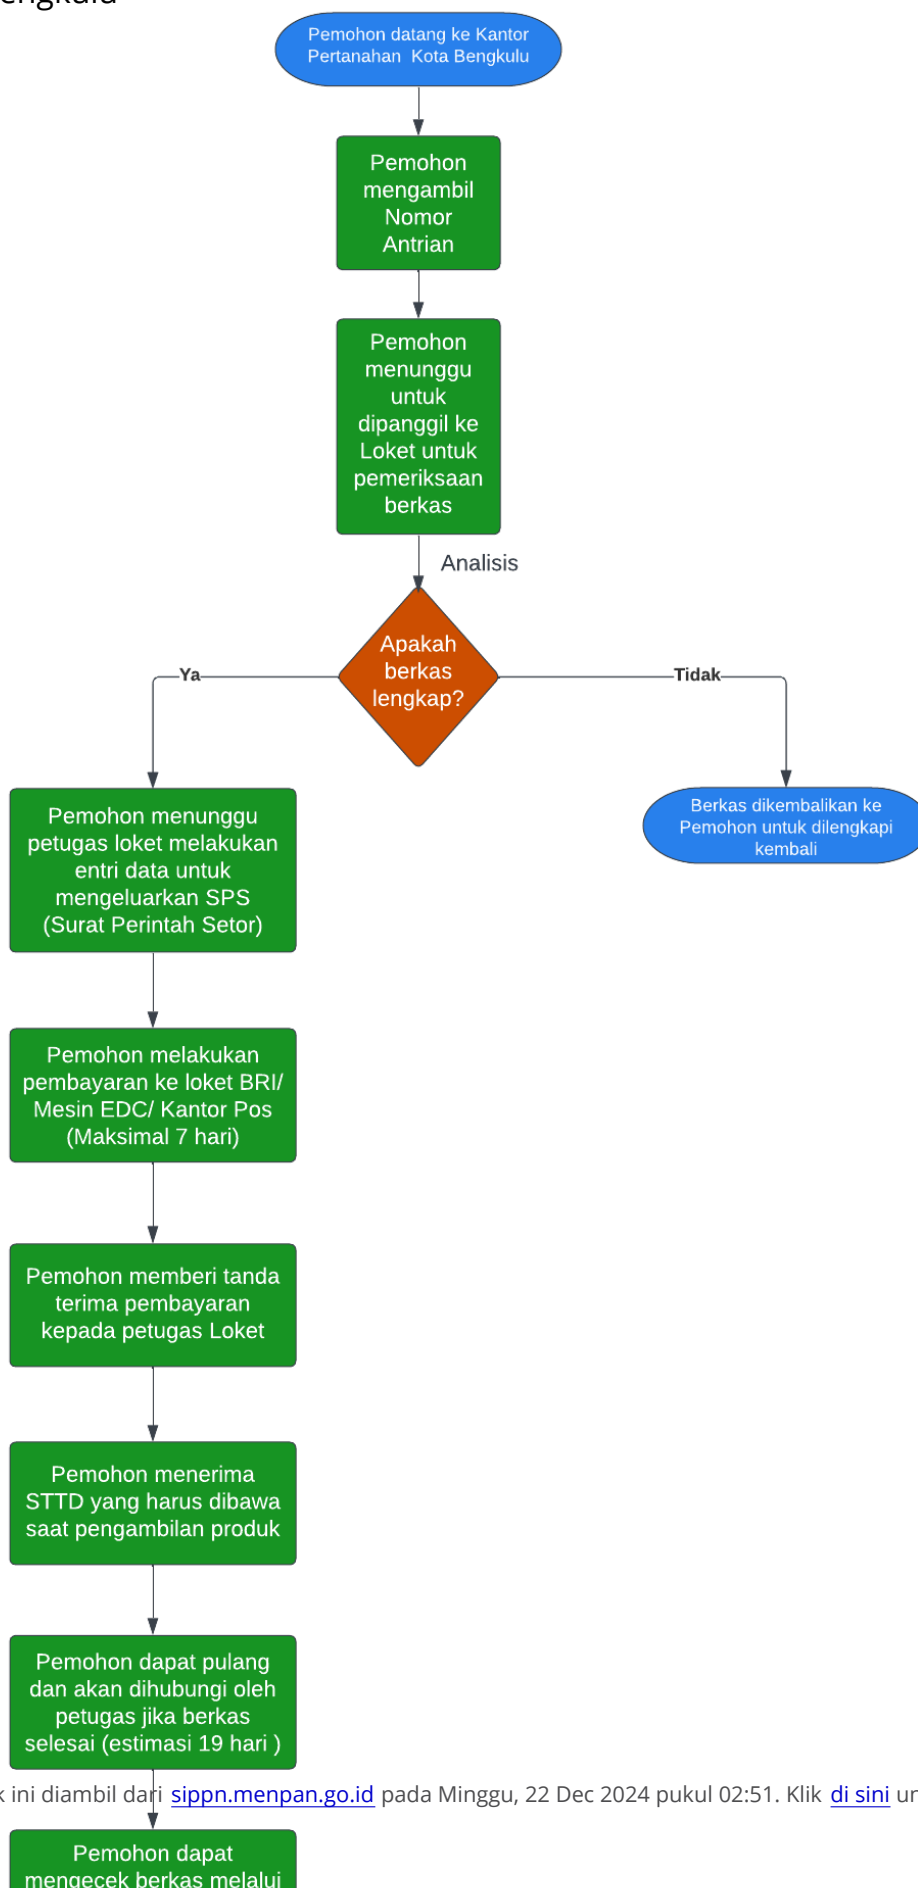 Pemohon datang ke Kantor
Pertanahan Kota Bengkulu
Pemohon
mengambil
Nomor
Antrian
Pemohon
menunggu
untuk
dipanggil ke
Loket untuk
pemeriksaan
berkas
Analisis
Apakah
berkas
lengkap?
Ya
Tidak
Pemohon menunggu
petugas loket melakukan
entri data untuk
mengeluarkan SPS
(Surat Perintah Setor)
Berkas dikembalikan ke
Pemohon untuk dilengkapi
kembali
Pemohon melakukan
pembayaran ke loket BRI/
Mesin EDC/ Kantor Pos
(Maksimal 7 hari)
Pemohon memberi tanda
terima pembayaran
kepada petugas Loket
Pemohon menerima
STTD yang harus dibawa
saat pengambilan produk
Pemohon dapat pulang
dan akan dihubungi oleh
petugas jika berkas
selesai (estimasi 19 hari )
ini diambil dari sippn.menpan.go.id pada Minggu, 22 Dec 2024 pukul 02:51. Klik di sini
Pemohon dapat
mengecek berkas melalui